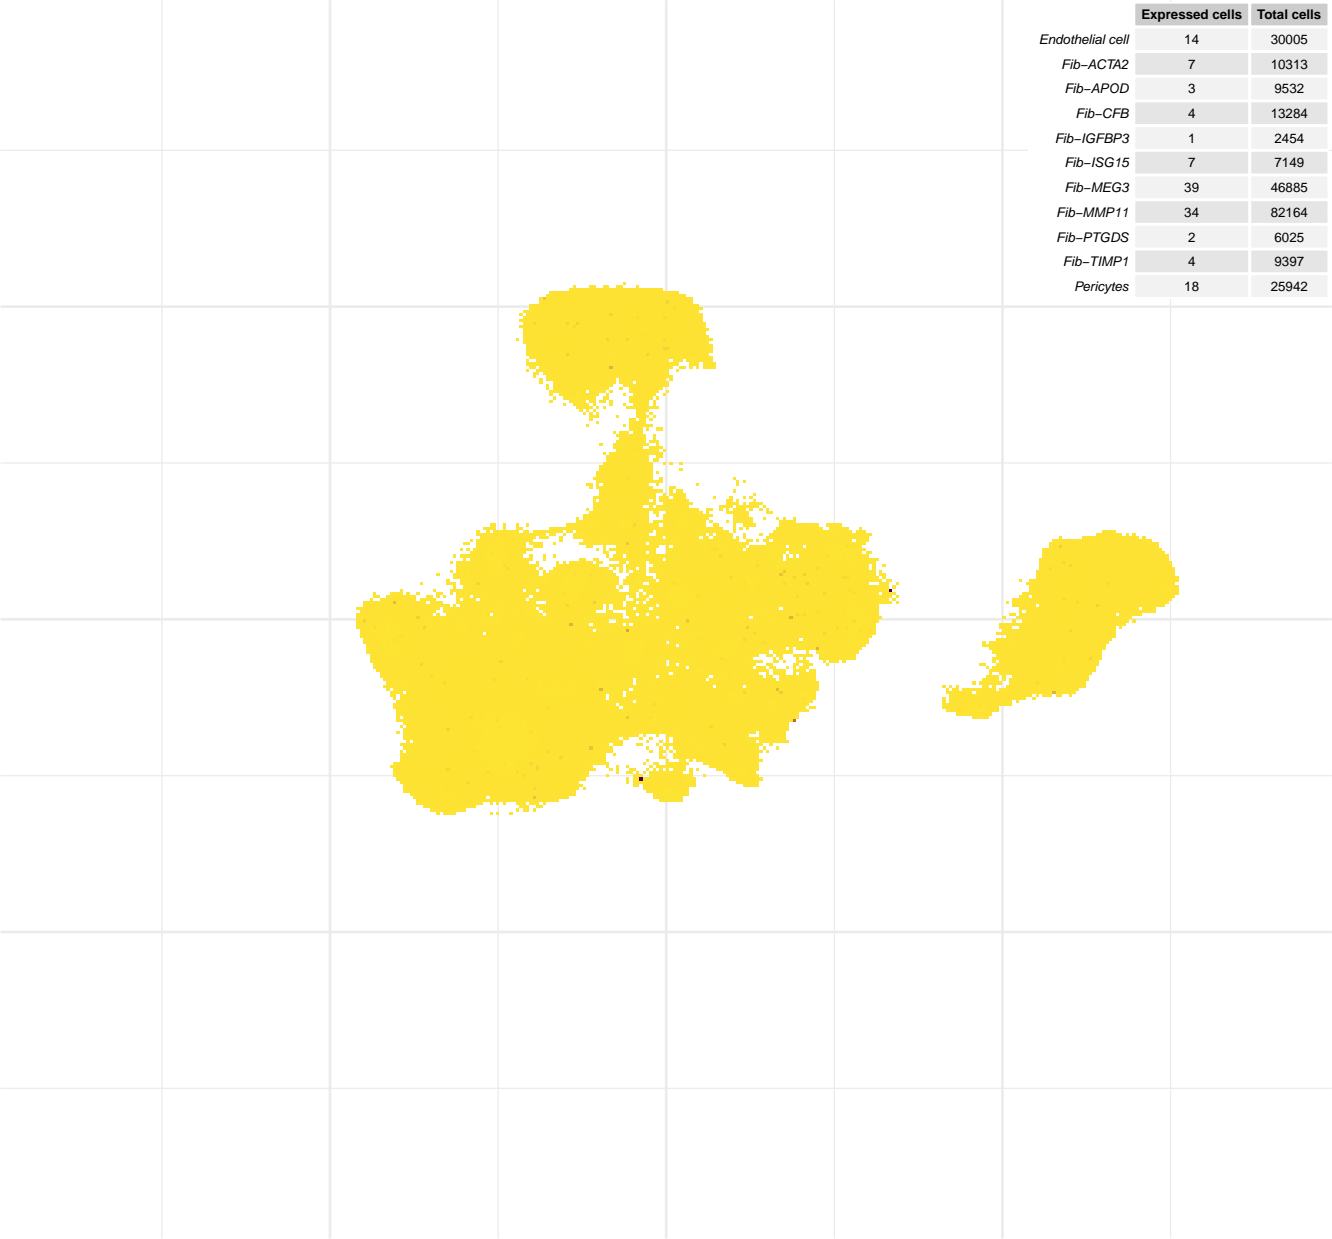 Expressed cells Total cells
Endothelial cell 14 30005
Fib−ACTA2 7 10313
Fib−APOD 3 9532
Fib−CFB 4 13284
Fib−IGFBP3 1 2454
Fib−ISG15 7 7149
Fib−MEG3 39 46885
Fib−MMP11 34 82164
Fib−PTGDS 2 6025
Fib−TIMP1 4 9397
Pericytes 18 25942